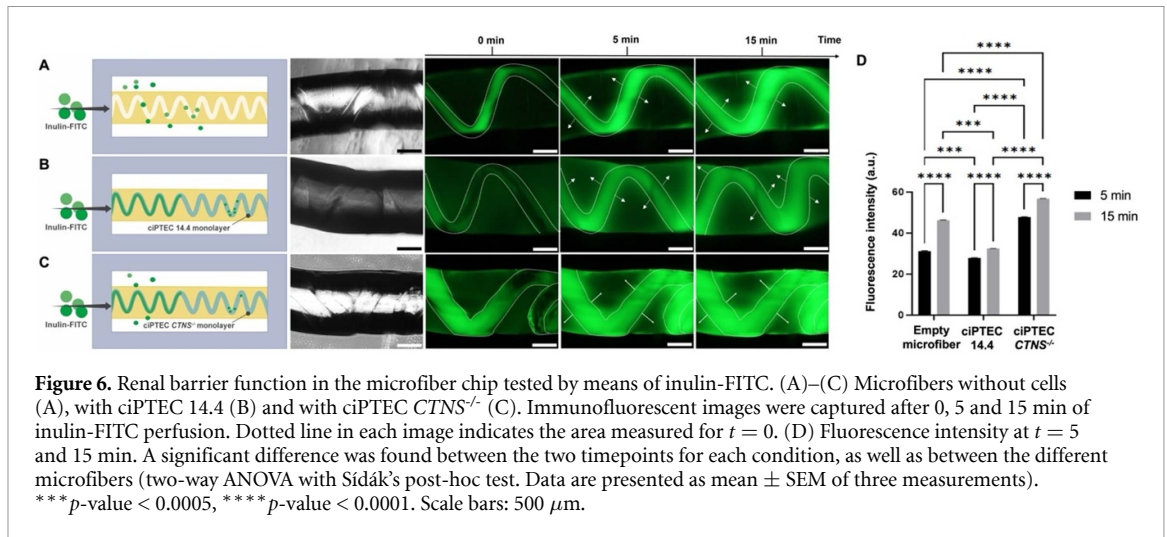 0 min 5 min 15 min Time
A
Inulin-FITC
B
Inulin-FITC
ciPTEC 14.4 monolayer
C
Inulin-FITC
ciPTEC CTNS-/- monolayer
D
****
****
****
***
*** ****
**** **** ****
Fluorescence intensity (a.u.)
60
40
20
0
5 min
15 min
Empty microfiber
ciPTEC 14.4
ciPTEC CTNS-/-
Figure 6. Renal barrier function in the microfiber chip tested by means of inulin-FITC. (A)–(C) Microfibers without cells
(A), with ciPTEC 14.4 (B) and with ciPTEC CTNS-/- (C). Immunofluorescent images were captured after 0, 5 and 15 min of
inulin-FITC perfusion. Dotted line in each image indicates the area measured for t = 0. (D) Fluorescence intensity at t = 5
and 15 min. A significant difference was found between the two timepoints for each condition, as well as between the different
microfibers (two-way ANOVA with Sídák's post-hoc test. Data are presented as mean ± SEM of three measurements).
***p-value < 0.0005, ****p-value < 0.0001. Scale bars: 500 μm.